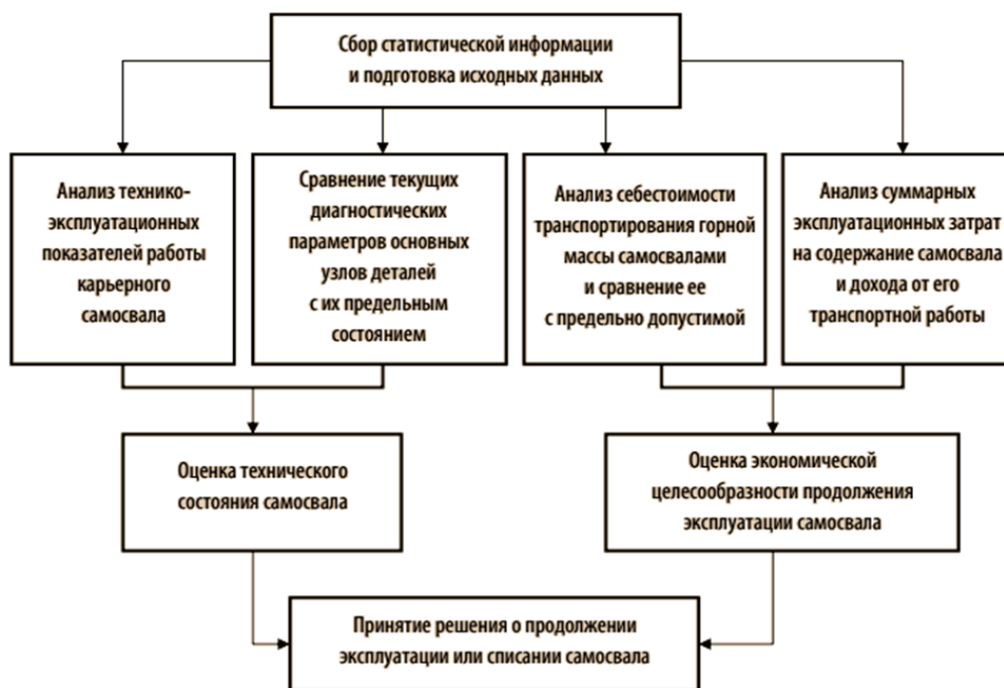 Сбор статистической информации
и подготовка исходных данных
Анализ технико-
эксплуатационных
показателей работы
карьерного
самосвала
Сравнение текущих
диагностических
параметров основных
узлов деталей
с их предельным
состоянием
Анализ себестоимости
транспортирования горной
массы самосвалами
и сравнение ее
с предельно допустимой
Анализ суммарных
эксплуатационных затрат
на содержание самосвала
и дохода от его
транспортной работы
Оценка технического
состояния самосвала
Оценка экономической
целесообразности продолжения
эксплуатации самосвала
Принятие решения о продолжении
эксплуатации или списании самосвала